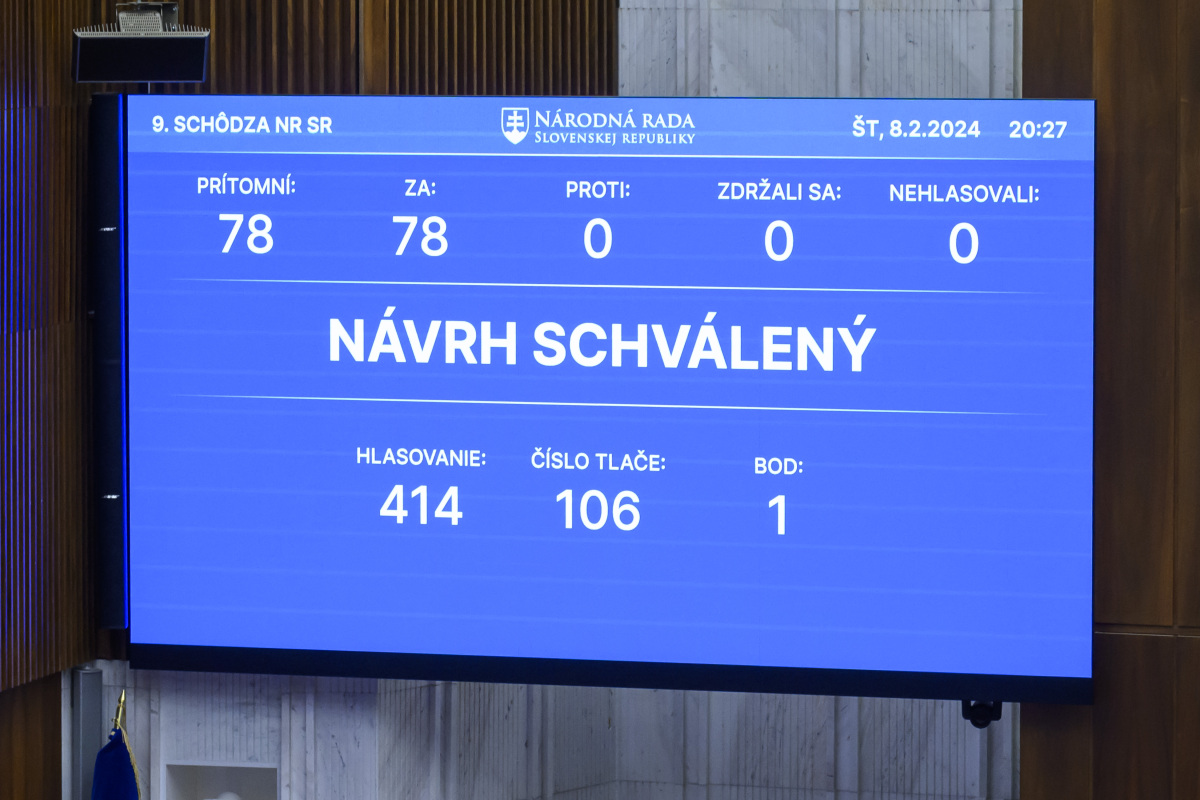 9. SCHÔDZA NR SR
NÁRODNÁ RADA
SLOVENSKEJ REPUBLIKY
ŠT, 8.2.2024 20:27
PRÍTOMNÍ: ZA: PROTI: ZDRŽALI SA: NEHLASOVALI:
78 78 0 0 0
NÁVRH SCHVÁLENÝ
HLASOVANIE: ČÍSLO TLAČE: BOD:
414 106 1